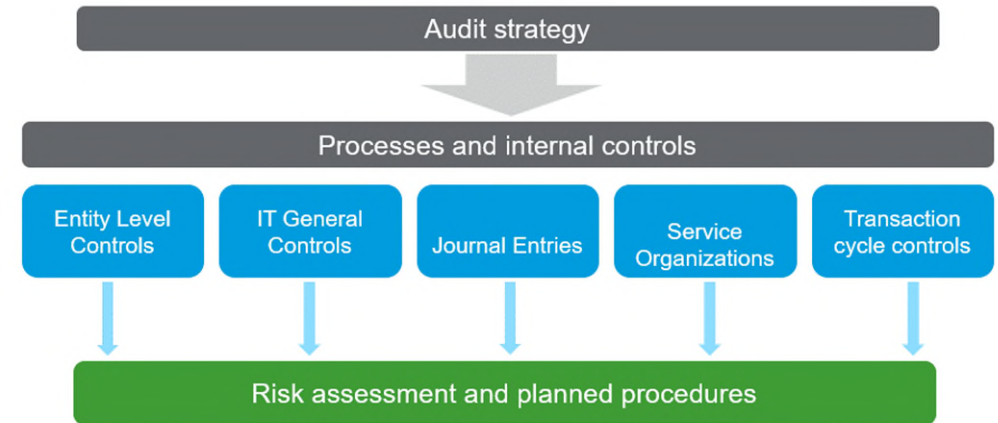 Audit strategy
Processes and internal controls
Entity Level
Controls
IT General
Controls
Journal Entries
Service
Organizations
Transaction
cycle controls
Risk assessment and planned procedures